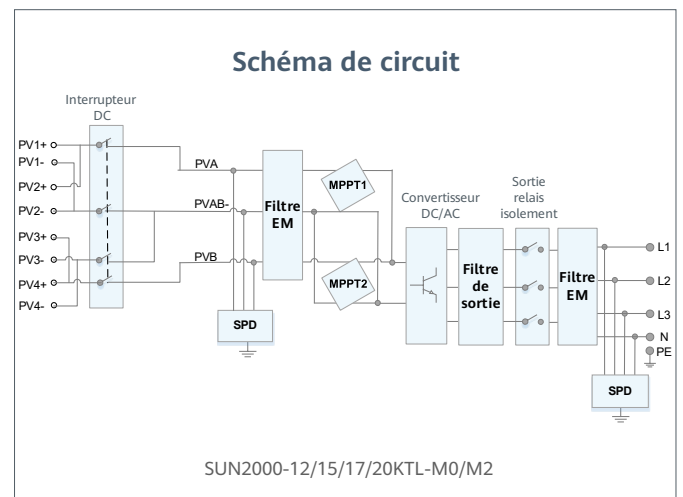 Schéma de circuit
Interrupteur
DC
PV1+
PV1-
PV2+
PV2-
PV3+
PV3-
PV4+
PV4-
PVA
PVAB-
PVB
SPD
Filtre
EM
MPPT1
MPPT2
Convertisseur
DC/AC
Filtre
de
sortie
Sortie
relais
isolement
Filtre
EM
L1
L2
L3
N
PE
SPD
SUN2000-12/15/17/20KTL-M0/M2